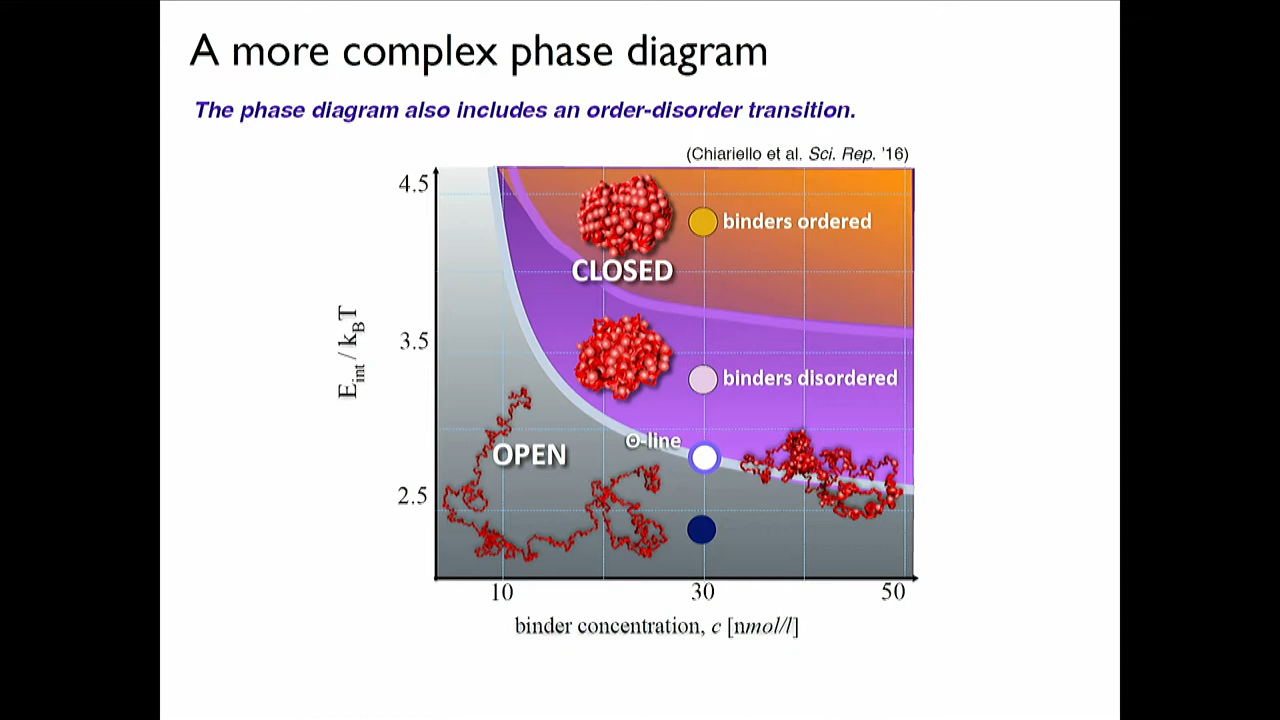 A more complex phase diagram
The phase diagram also includes an order-disorder transition.
(Chiariello et al. Sci. Rep. '16)
4.5
binders ordered
CLOSED
3.5
E_int / k_BT
binders disordered
Θ-line
OPEN
2.5
10 30 50
binder concentration, c [nmol/l]